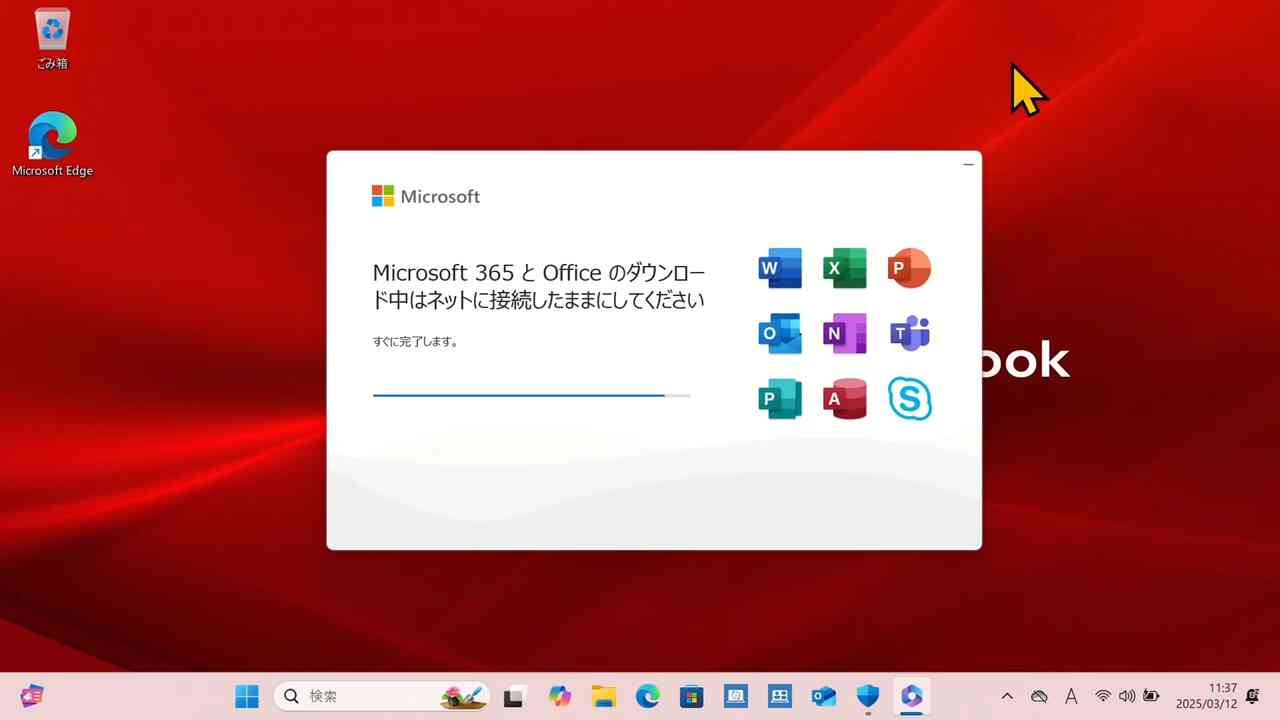 ごみ箱
Microsoft Edge
Microsoft
Microsoft 365 と Office のダウンロー
ド中はネットに接続したままにしてください
すぐに完了します。
W
X
P
O
N
T
P
A
S
ook
検索
A
11:37
2025/03/12